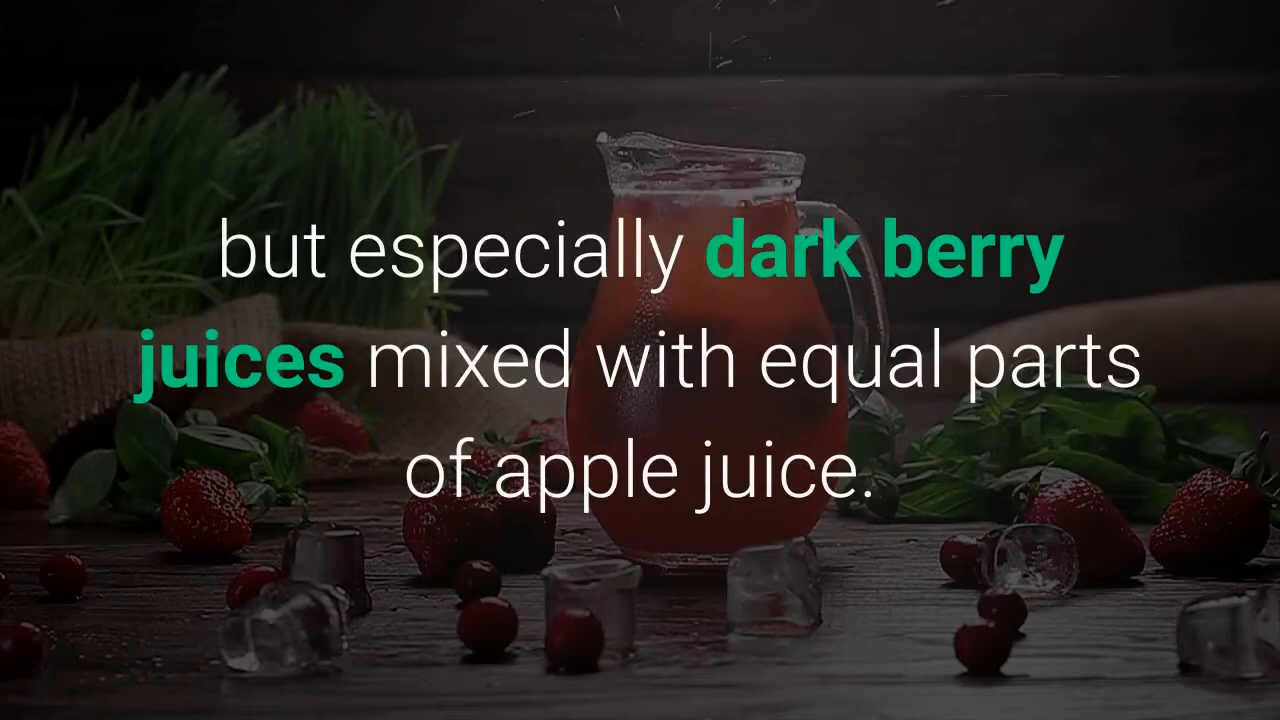 but especially dark berry
juices mixed with equal parts
of apple juice.